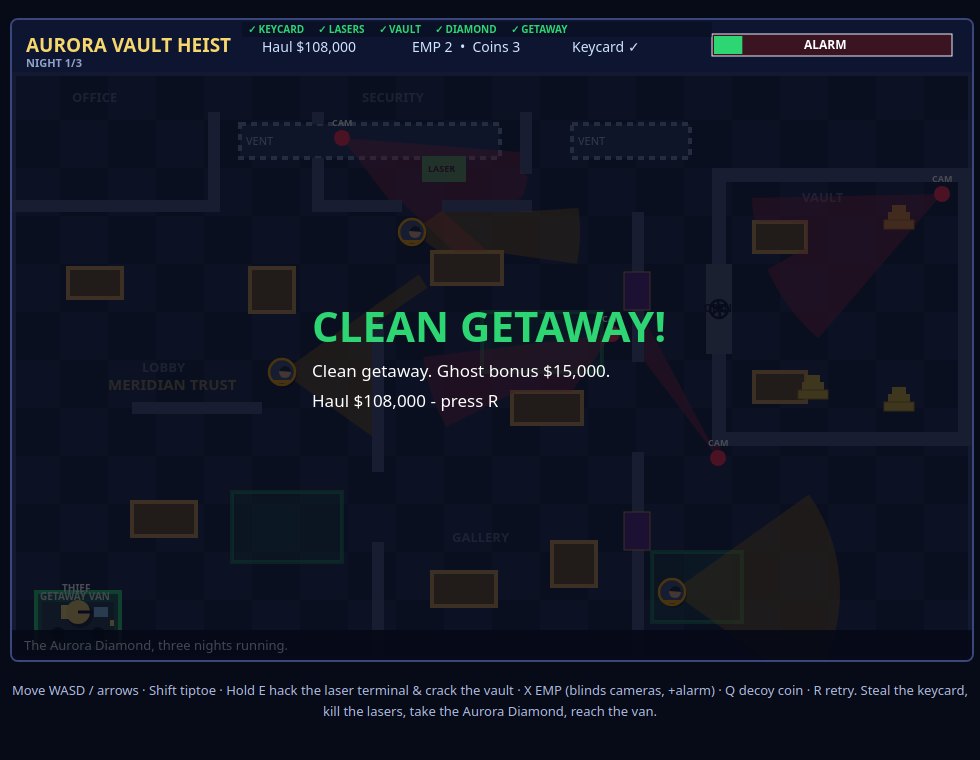 ✓ KEYCARD ✓ LASERS ✓ VAULT ✓ DIAMOND ✓ GETAWAY
AURORA VAULT HEIST
Haul $108,000 EMP 2 • Coins 3 Keycard ✓
ALARM
NIGHT 1/3
OFFICE
SECURITY
CAM
VENT
VENT
LASER
CAM
VAULT
CLEAN GETAWAY!
LOBBY
MERIDIAN TRUST
Clean getaway. Ghost bonus $15,000.
Haul $108,000 - press R
CAM
GALLERY
THIEF
GETAWAY VAN
The Aurora Diamond, three nights running.
Move WASD / arrows · Shift tiptoe · Hold E hack the laser terminal & crack the vault · X EMP (blinds cameras, +alarm) · Q decoy coin · R retry. Steal the keycard,
kill the lasers, take the Aurora Diamond, reach the van.